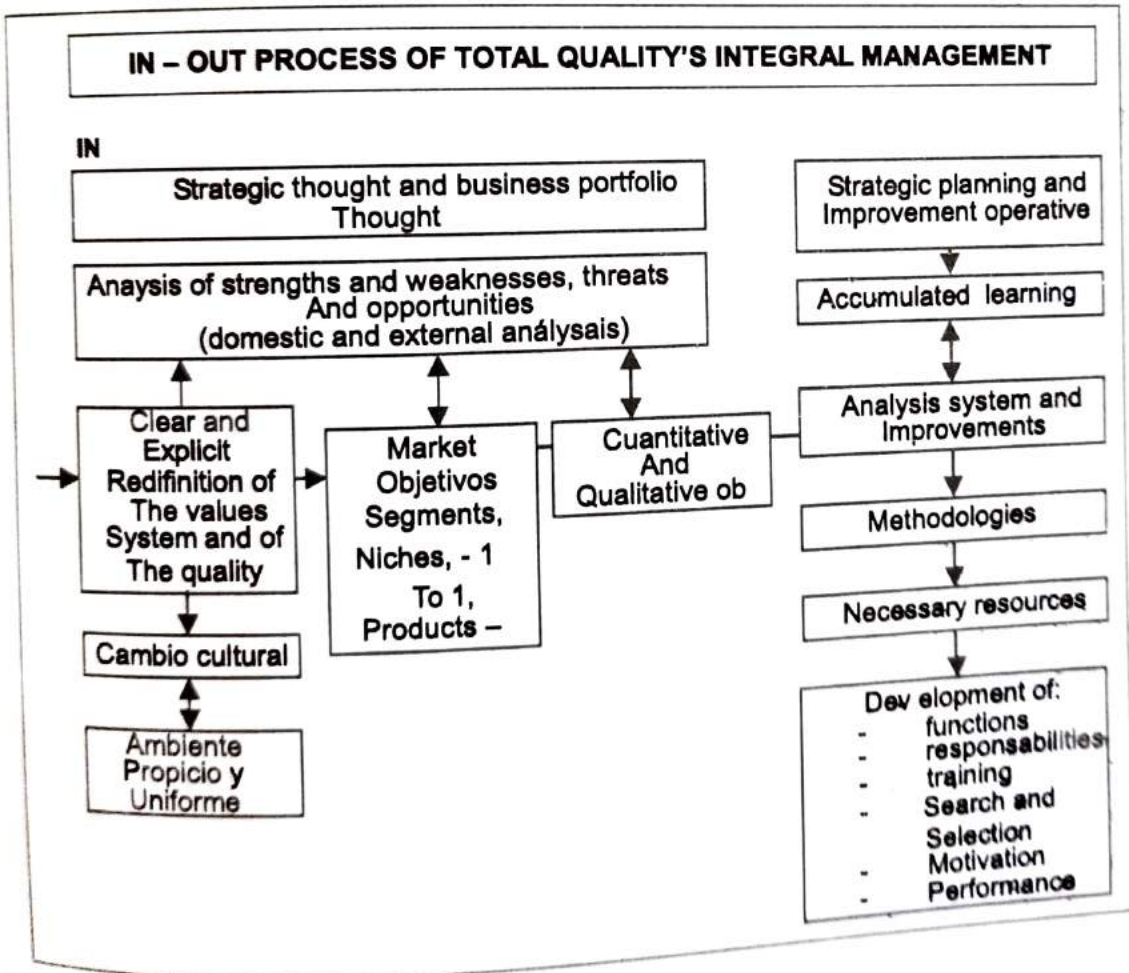 IN – OUT PROCESS OF TOTAL QUALITY'S INTEGRAL MANAGEMENT
IN
Strategic thought and business portfolio
Thought
Anaysis of strengths and weaknesses, threats
And opportunities
(domestic and external análysais)
Clear and
Explicit
Redifinition of
The values
System and of
The quality
Cambio cultural
Ambiente
Propicio y
Uniforme
Market
Objetivos
Segments,
Niches, - 1
To 1,
Products –
Cuantitative
And
Qualitative ob
Strategic planning and
Improvement operative
Accumulated learning
Analysis system and
Improvements
Methodologies
Necessary resources
Dev elopment of:
- functions
- responsabilities
- training
- Search and
Selection
- Motivation
- Performance